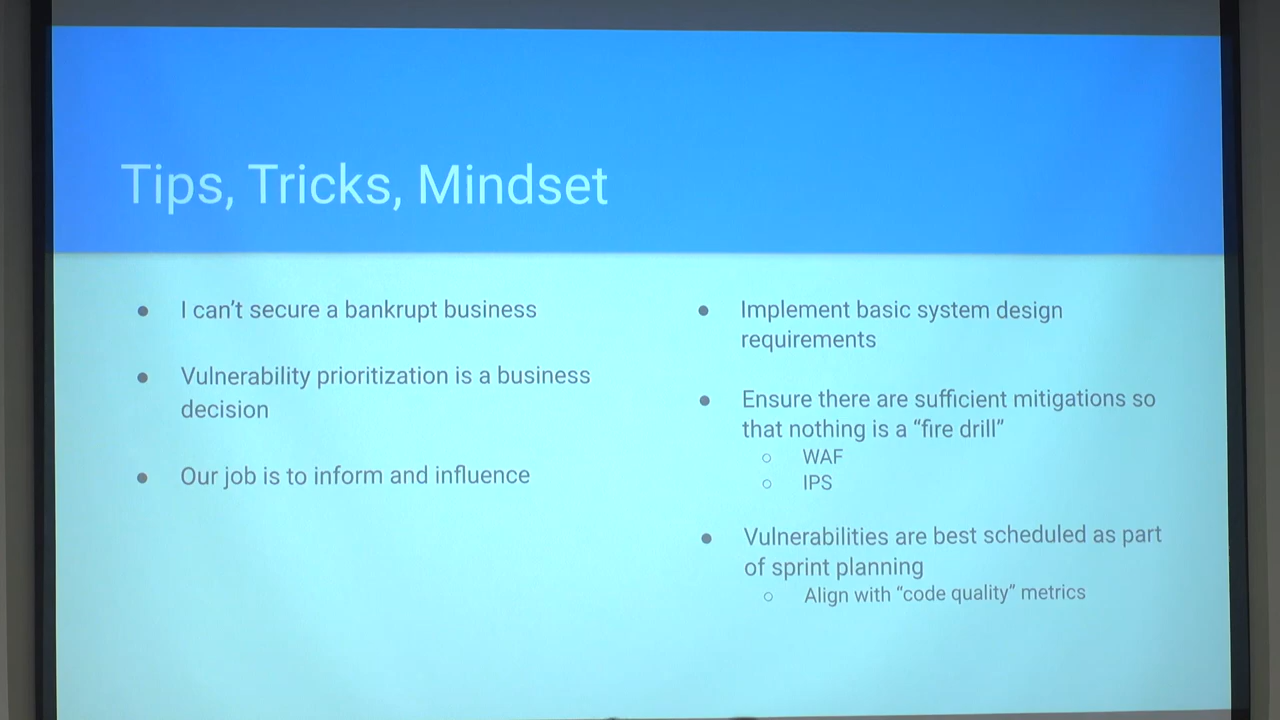 Tips, Tricks, Mindset
● I can’t secure a bankrupt business
● Vulnerability prioritization is a business
decision
● Our job is to inform and influence
● Implement basic system design
requirements
● Ensure there are sufficient mitigations so
that nothing is a “fire drill”
○ WAF
○ IPS
● Vulnerabilities are best scheduled as part
of sprint planning
○ Align with “code quality” metrics